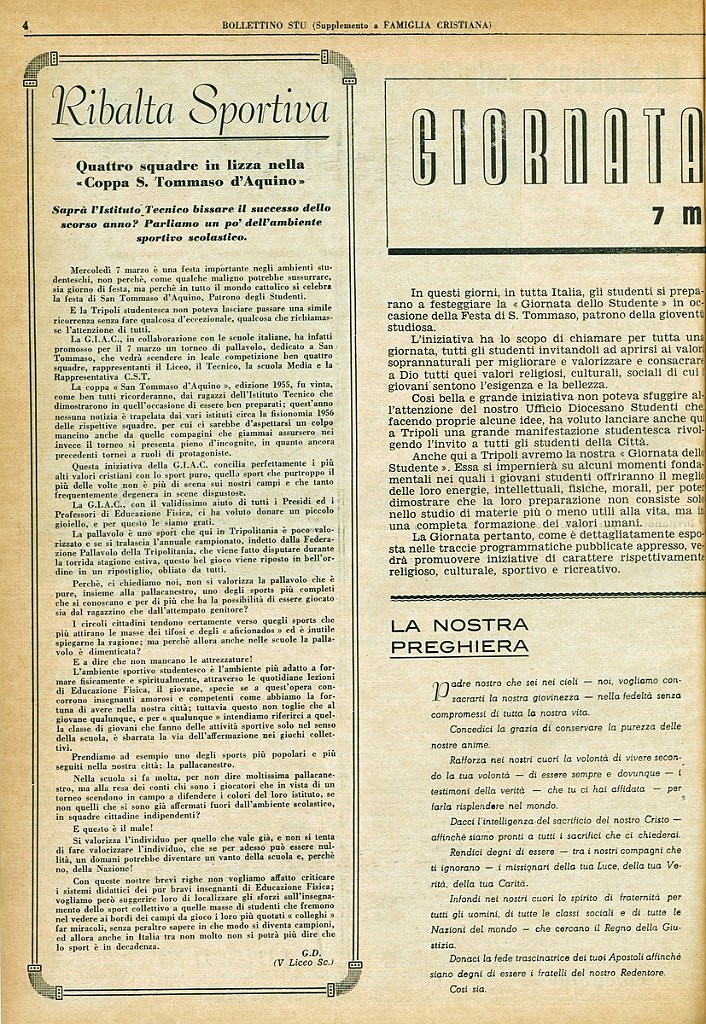 4
BOLLETTINO STU (Supplemento a FAMIGLIA CRISTIANA)
Ribalta Sportiva
Quattro squadre in lizza nella
«Coppa S. Tommaso d'Aquino»
Saprà l'Istituto Tecnico bissare il successo dello
scorso anno? Parliamo un po' dell'ambiente
sportivo scolastico.
Mercoledì 7 marzo è una festa importante negli ambienti stu-
denteschi, non perchè, come qualche maligno potrebbe sussurrare,
sia giorno di festa, ma perchè in tutto il mondo cattolico si celebra
la festa di San Tommaso d'Aquino, Patrono degli Studenti.
E la Tripoli studentesca non poteva lasciare passare una simile
ricorrenza senza fare qualcosa d'eccezionale, qualcosa che richiamas-
se l'attenzione di tutti.
La G.I.A.C., in collaborazione con le scuole italiane, ha infatti
promosso per il 7 marzo un torneo di pallavolo, dedicato a San
Tommaso, che vedrà scendere in leale competizione ben quattro
squadre, rappresentanti il Liceo, il Tecnico, la scuola Media e la
Rappresentativa C.S.T.
La coppa « San Tommaso d'Aquino », edizione 1955, fu vinta,
come ben tutti ricorderanno, dai ragazzi dell'Istituto Tecnico che
dimostrarono in quell'occasione di essere ben preparati; quest'anno
nessuna notizia è trapelata dai vari istituti circa la fisionomia 1956
delle rispettive squadre, per cui ci sarebbe d'aspettarsi un colpo
mancino anche da quelle compagini che giammai assursero nei
invece il torneo si presenta pieno d'incognite, in quanto ancora
precedenti tornei a ruoli di protagoniste.
Questa iniziativa della G.I.A.C. concilia perfettamente i più
alti valori cristiani con lo sport puro, quello sport che purtroppo il
più delle volte non è più di scena sui nostri campi e che tanto
frequentemente degenera in scene disgustose.
La G.I.A.C., con il validissimo aiuto di tutti i Presidi ed i
Professori di Educazione Fisica, ci ha voluto donare un piccolo
gioiello, e per questo le siamo grati.
La pallavolo è uno sport che qui in Tripolitania è poco valo-
rizzato e se si tralascia l'annuale campionato, indetto dalla Federa-
zione Pallavolo della Tripolitania, che viene fatto disputare durante
la torrida stagione estiva, questo bel gioco viene riposto in bell'or-
dine in un ripostiglio, obliato da tutti.
Perchè, ci chiediamo noi, non si valorizza la pallavolo che è
pure, insieme alla pallacanestro, uno degli sports più completi
che si conoscano e per di più che ha la possibilità di essere giocato
sia dal ragazzino che dall'attempato genitore?
I circoli cittadini tendono certamente verso quegli sports che
più attirano le masse dei tifosi e degli « aficionados » ed è inutile
spiegarne la ragione; ma perchè allora anche nelle scuole la palla-
volo è dimenticata?
E a dire che non mancano le attrezzature!
L'ambiente sportivo studentesco è l'ambiente più adatto a for-
mare fisicamente e spiritualmente, attraverso le quotidiane lezioni
di Educazione Fisica, il giovane, specie se a quest'opera con-
corrono insegnanti amorosi e competenti come abbiamo la for-
tuna di avere nella nostra città; tuttavia questo non toglie che al
giovane qualunque, e per « qualunque » intendiamo riferirci a quel-
la classe di giovani che fanno delle attività sportive solo nel senso
della scuola, è sbarrata la via dell'affermazione nei giochi collet-
tivi.
Prendiamo ad esempio uno degli sports più popolari e più
seguiti nella nostra città: la pallacanestro.
Nella scuola si fa molta, per non dire moltissima pallacane-
stro, ma alla resa dei conti chi sono i giocatori che in vista di un
torneo scendono in campo a difendere i colori del loro istituto, se
non quelli che si sono già affermati fuori dall'ambiente scolastico,
in squadre cittadine indipendenti?
E questo è il male!
Si valorizza l'individuo per quello che vale già, e non si tenta
di fare valorizzare l'individuo, che se per adesso può essere nul-
lità, un domani potrebbe diventare un vanto della scuola e, perchè
no, della Nazione!
Con queste nostre brevi righe non vogliamo affatto criticare
i sistemi didattici dei pur bravi insegnanti di Educazione Fisica;
vogliamo però suggerire loro di localizzare gli sforzi sull'insegna-
mento dello sport collettivo a quelle masse di studenti che fremono
nel vedere ai bordi dei campi da gioco i loro più quotati « colleghi »
far miracoli, senza peraltro sapere in che modo si diventa campioni,
ed allora anche in Italia tra non molto non si potrà più dire che
lo sport è in decadenza.
G.D.
(V Liceo Sc.)
GIORNATA
7 M
In questi giorni, in tutta Italia, gli studenti si prepa-
rano a festeggiare la « Giornata dello Studente » in oc-
casione della Festa di S. Tommaso, patrono della gioventù
studiosa.
L'iniziativa ha lo scopo di chiamare per tutta una
giornata, tutti gli studenti invitandoli ad aprirsi ai valori
soprannaturali per migliorare e valorizzare e consacrare
a Dio tutti quei valori religiosi, culturali, sociali di cui i
giovani sentono l'esigenza e la bellezza.
Così bella e grande iniziativa non poteva sfuggire al-
l'attenzione del nostro Ufficio Diocesano Studenti che,
facendo proprie alcune idee, ha voluto lanciare anche qui
a Tripoli una grande manifestazione studentesca rivol-
gendo l'invito a tutti gli studenti della Città.
Anche qui a Tripoli avremo la nostra « Giornata dello
Studente ». Essa si impernierà su alcuni momenti fonda-
mentali nei quali i giovani studenti offriranno il meglio
delle loro energie, intellettuali, fisiche, morali, per poter
dimostrare che la loro preparazione non consiste solo
nello studio di materie più o meno utili alla vita, ma in
una completa formazione dei valori umani.
La Giornata pertanto, come è dettagliatamente espo-
sta nelle traccie programmatiche pubblicate appresso, ve-
drà promuovere iniziative di carattere rispettivamente
religioso, culturale, sportivo e ricreativo.
LA NOSTRA
PREGHIERA
Padre nostro che sei nei cieli — noi, vogliamo con-
sacrarti la nostra giovinezza — nella fedeltà senza
compromessi di tutta la nostra vita.
Concedici la grazia di conservare la purezza delle
nostre anime.
Rafforza nei nostri cuori la volontà di vivere secon-
do la tua volontà — di essere sempre e dovunque — i
testimoni della verità — che tu ci hai affidata — per
farla risplendere nel mondo.
Dacci l'intelligenza del sacrificio del nostro Cristo —
affinchè siamo pronti a tutti i sacrifici che ci chiederai.
Rendici degni di essere — tra i nostri compagni che
ti ignorano — i missionari della tua Luce, della tua Ve-
rità, della tua Carità.
Infondi nei nostri cuori lo spirito di fraternità per
tutti gli uomini, di tutte le classi sociali e di tutte le
Nazioni del mondo — che cercano il Regno della Giu-
stizia.
Donaci la fede trascinatrice dei tuoi Apostoli affinchè
siano degni di essere i fratelli del nostro Redentore.
Così sia.